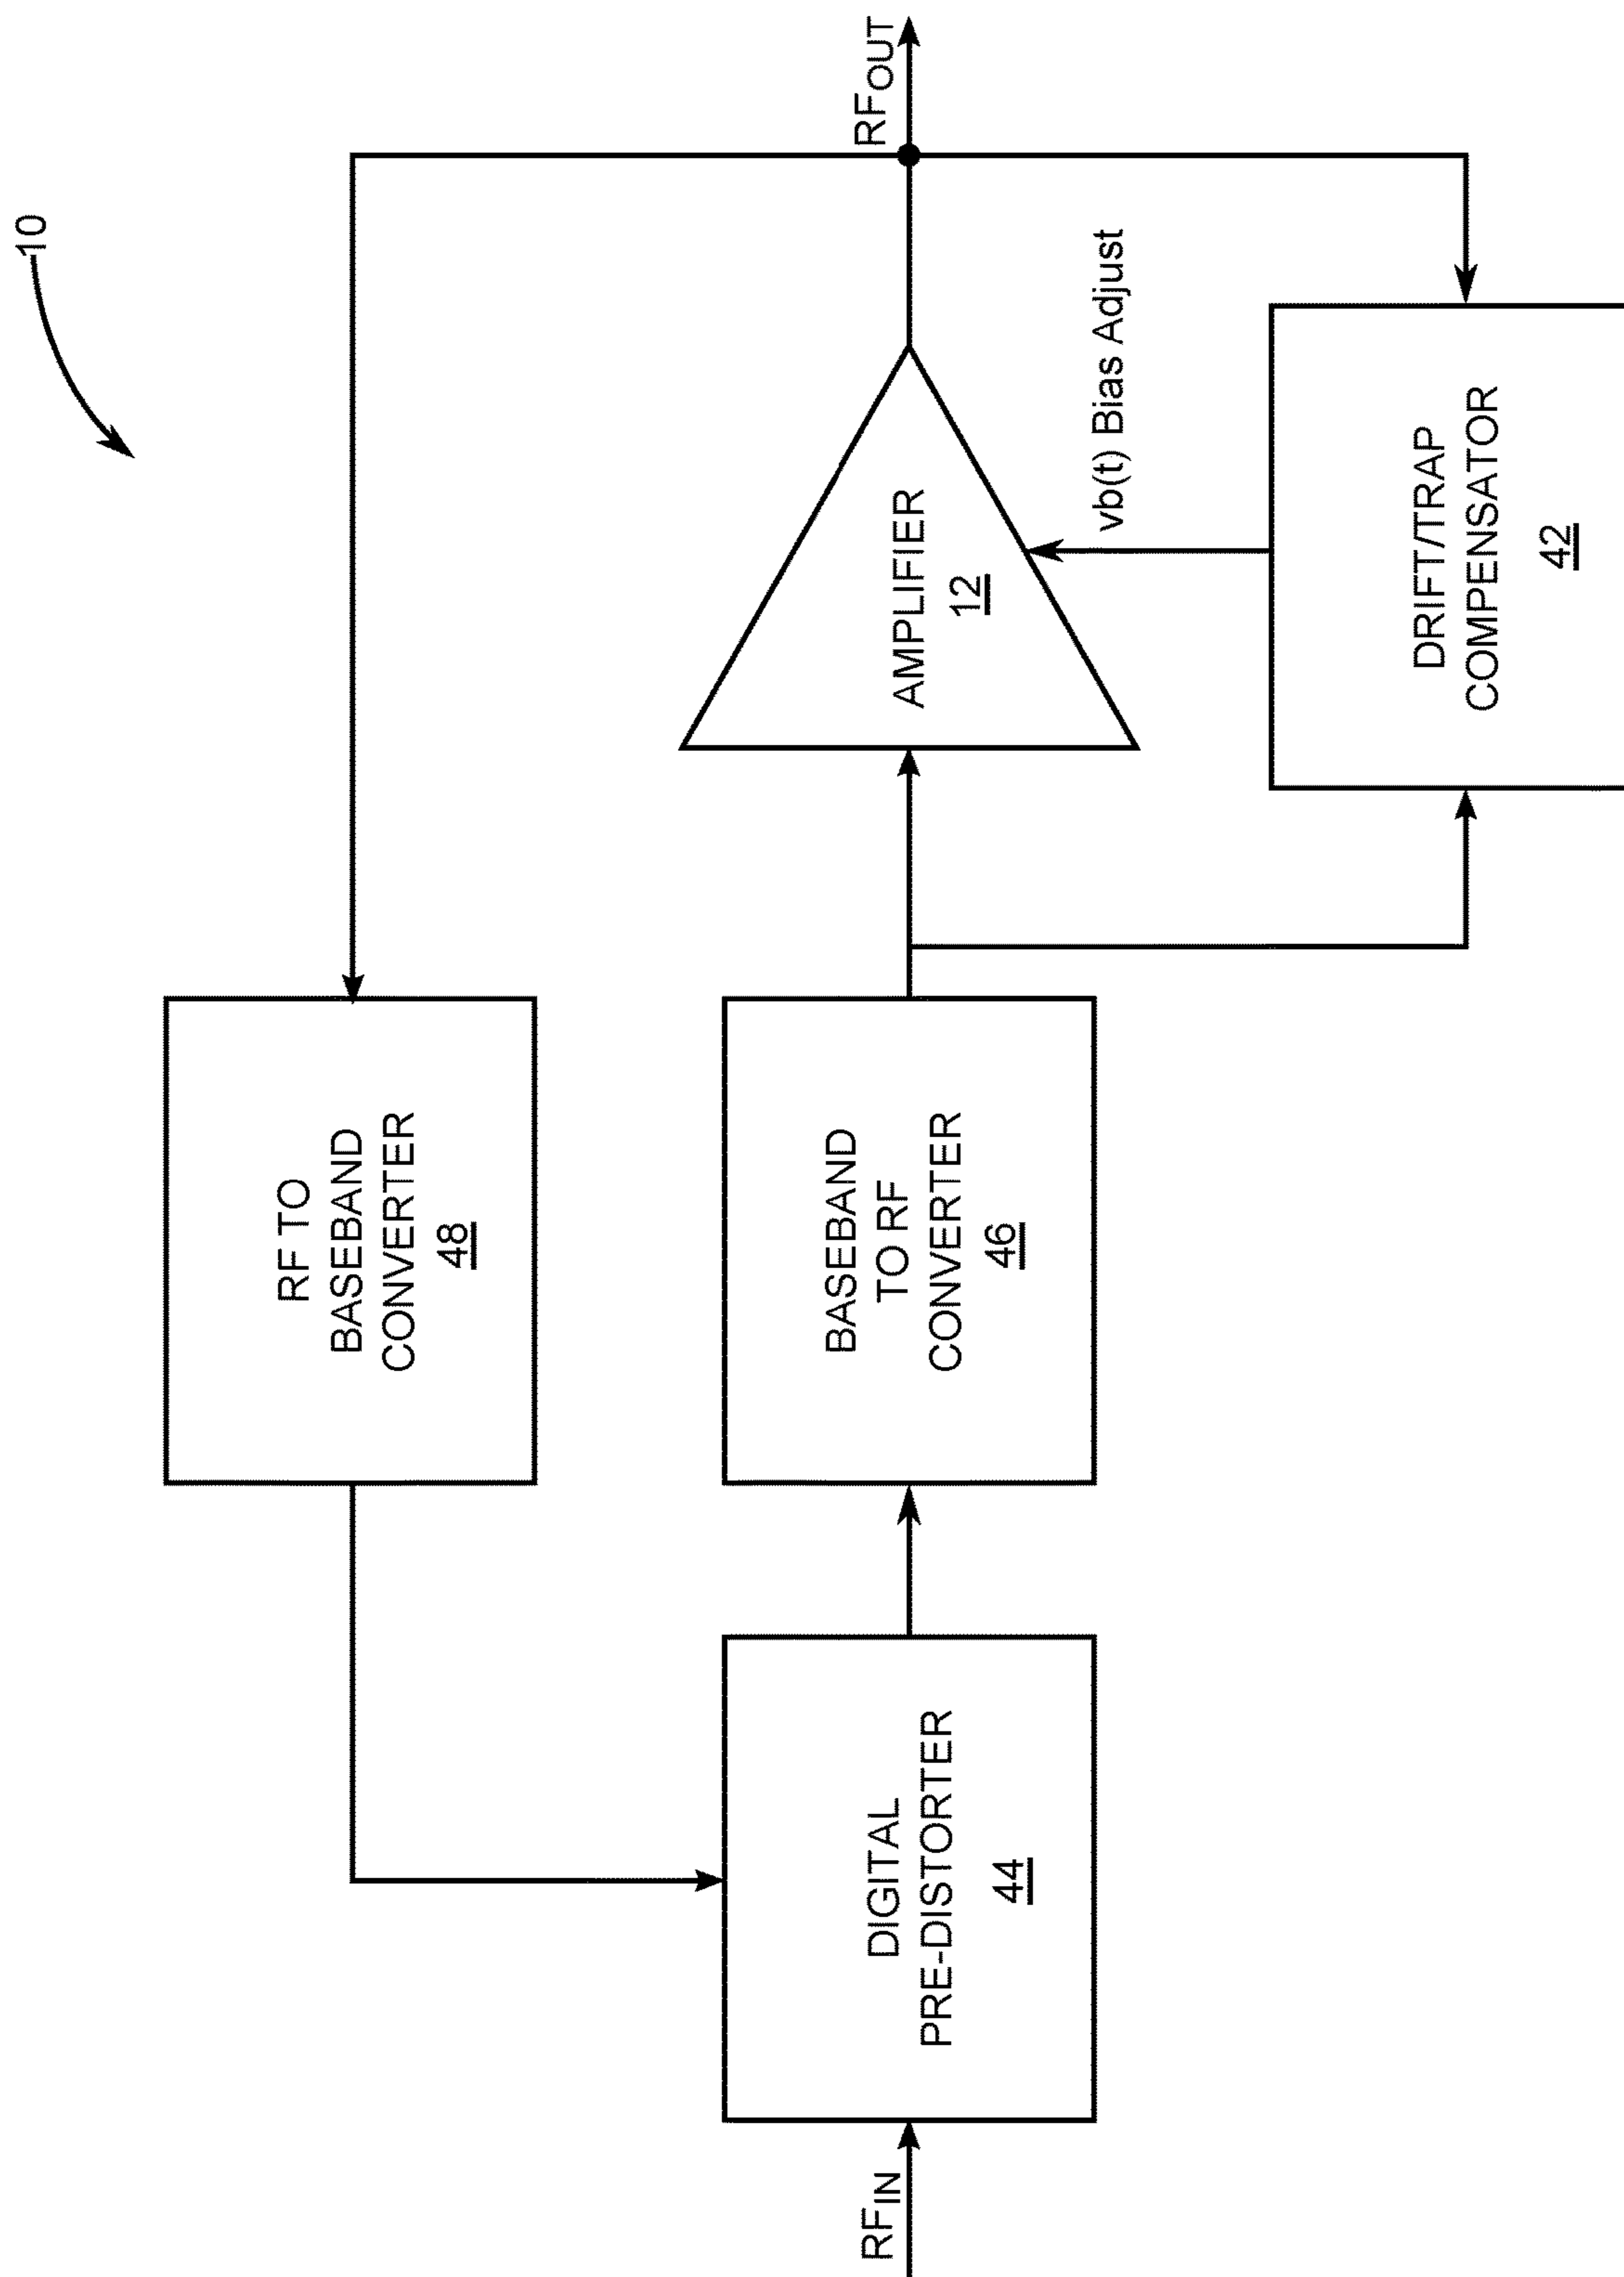 10
RF TO
BASEBAND
CONVERTER
48
RFIN
DIGITAL
PRE-DISTORTER
44
BASEBAND
TO RF
CONVERTER
46
AMPLIFIER
12
RFOUT
vb(t) Bias Adjust
DRIFT/TRAP
COMPENSATOR
42